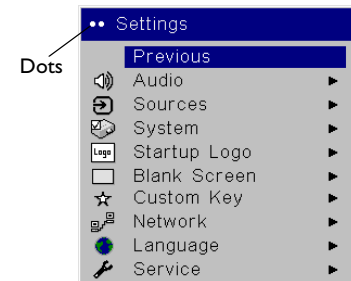 Settings
Dots
Previous
Audio
Sources
System
Logo Startup Logo
Blank Screen
Custom Key
Network
Language
Service